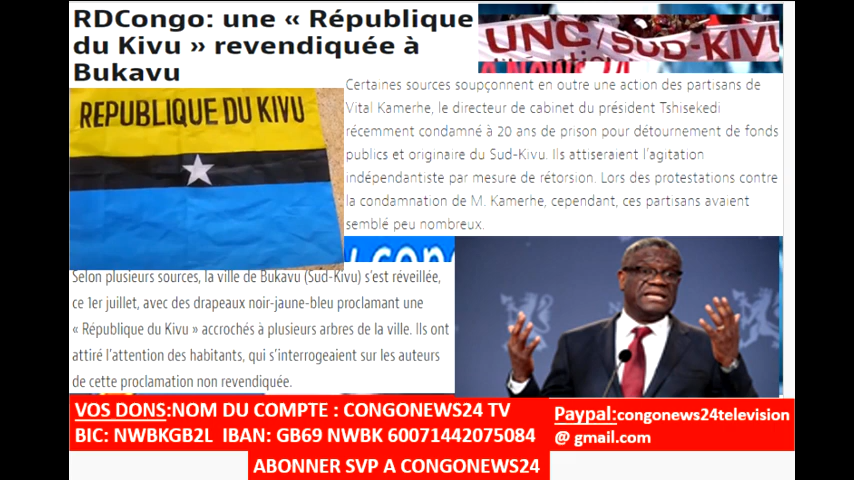 RDCongo: une « République
du Kivu » revendiquée à
Bukavu
UNC/SUD-KIVU
REPUBLIQUE DU KIVU
Certaines sources soupçonnent en outre une action des partisans de
Vital Kamerhe, le directeur de cabinet du président Tshisekedi
récemment condamné à 20 ans de prison pour détournement de fonds
publics et originaire du Sud-Kivu. Ils attiseraient l'agitation
indépendantiste par mesure de rétorsion. Lors des protestations contre
la condamnation de M. Kamerhe, cependant, ces partisans avaient
semblé peu nombreux.
Selon plusieurs sources, la ville de Bukavu (Sud-Kivu) s'est réveillée,
ce 1er juillet, avec des drapeaux noir-jaune-bleu proclamant une
« République du Kivu » accrochés à plusieurs arbres de la ville. Ils ont
attiré l'attention des habitants, qui s'interrogeaient sur les auteurs
de cette proclamation non revendiquée.
VOS DONS:NOM DU COMPTE : CONGONEWS24 TV
BIC: NWBKGB2L IBAN: GB69 NWBK 60071442075084
Paypal:congonews24television
@ gmail.com
ABONNER SVP A CONGONEWS24